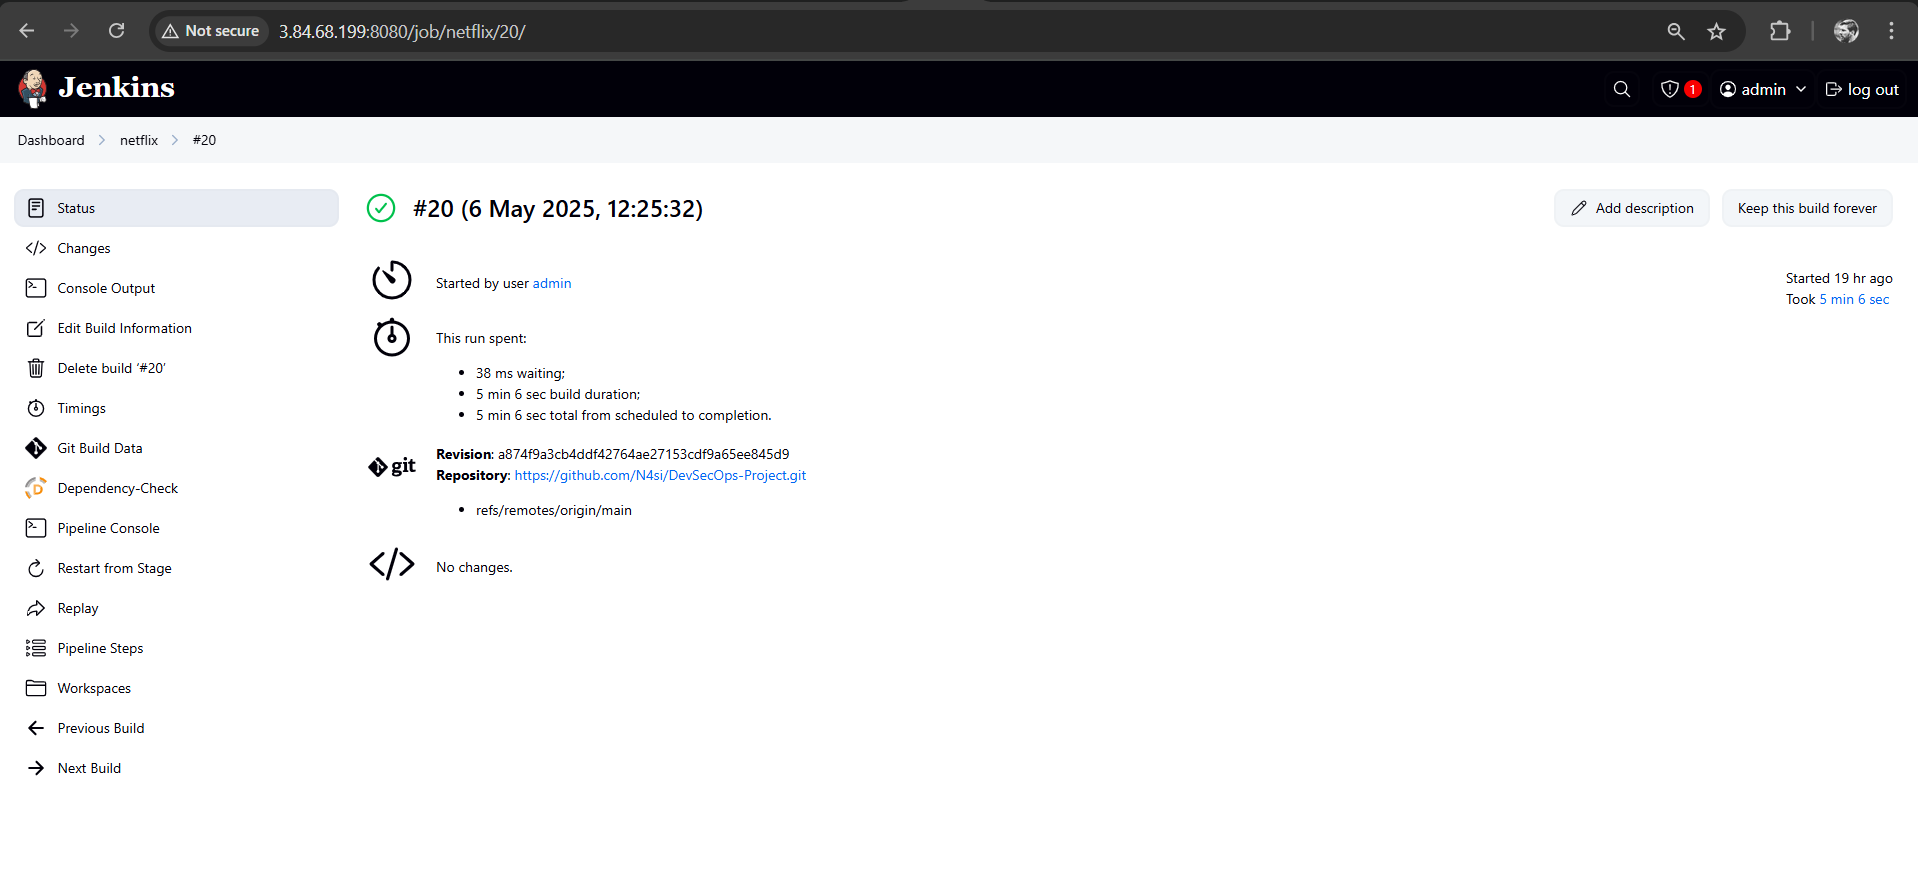 Not secure 3.84.68.199:8080/job/netflix/20/
Jenkins
1 admin log out
Dashboard netflix #20
Status
Changes
Console Output
Edit Build Information
Delete build ‘#20’
Timings
Git Build Data
Dependency-Check
Pipeline Console
Restart from Stage
Replay
Pipeline Steps
Workspaces
Previous Build
Next Build
#20 (6 May 2025, 12:25:32)
Add description Keep this build forever
Started by user admin
Started 19 hr ago
Took 5 min 6 sec
This run spent:
38 ms waiting;
5 min 6 sec build duration;
5 min 6 sec total from scheduled to completion.
git
Revision: a874f9a3cb4ddf42764ae27153cdf9a65ee845d9
Repository: https://github.com/N4si/DevSecOps-Project.git
refs/remotes/origin/main
No changes.